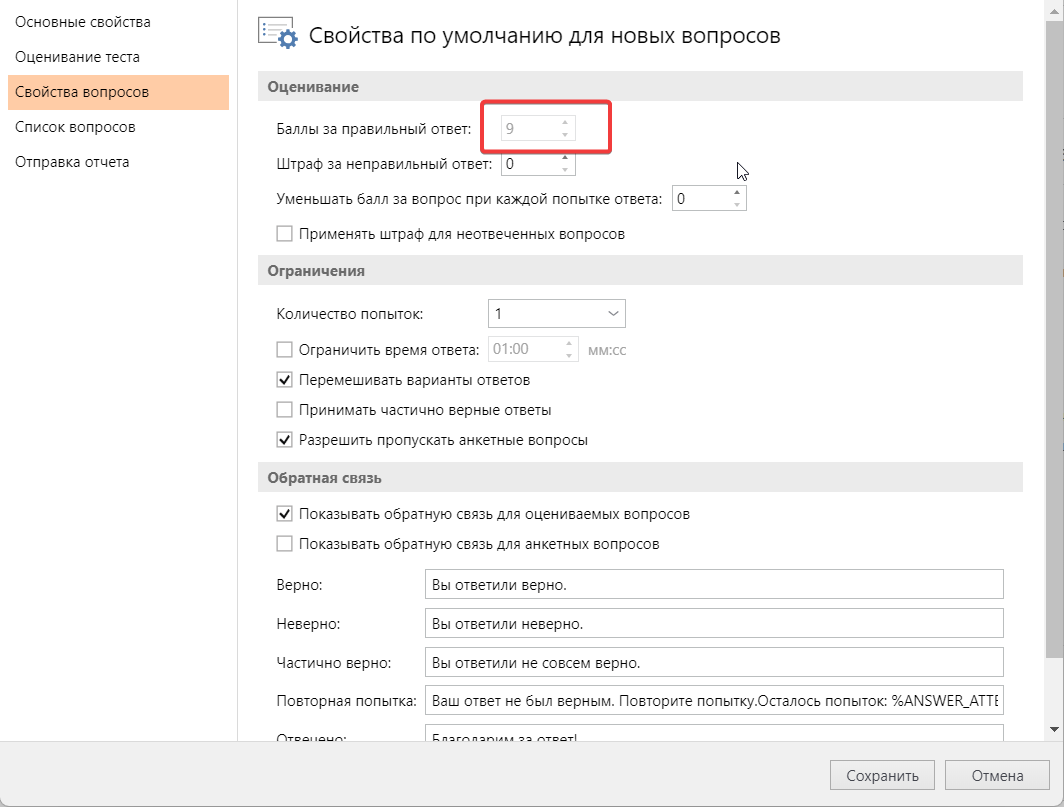 Основные свойства
Оценивание теста
Свойства вопросов
Список вопросов
Отправка отчета
Свойства по умолчанию для новых вопросов
Оценивание
Баллы за правильный ответ: 9
Штраф за неправильный ответ: 0
Уменьшать балл за вопрос при каждой попытке ответа: 0
Применять штраф для неотвеченных вопросов
Ограничения
Количество попыток: 1
Ограничить время ответа: 01:00 мм:сс
Перемешивать варианты ответов
Принимать частично верные ответы
Разрешить пропускать анкетные вопросы
Обратная связь
Показывать обратную связь для оцениваемых вопросов
Показывать обратную связь для анкетных вопросов
Верно: Вы ответили верно.
Неверно: Вы ответили неверно.
Частично верно: Вы ответили не совсем верно.
Повторная попытка: Ваш ответ не был верным. Повторите попытку.Осталось попыток: %ANSWER_ATTE
Отвечено: Благодарим за ответ!
Сохранить Отмена